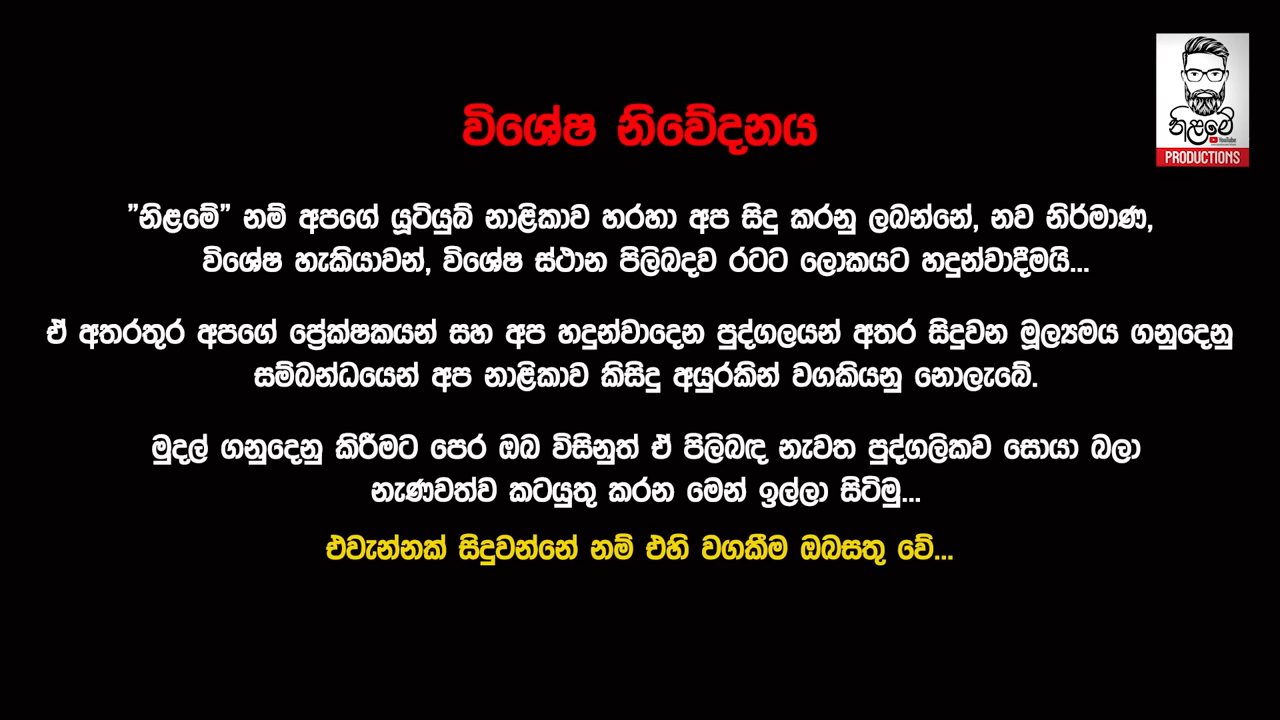 විශේෂ නිවේදනය
නිළමේ
YouTube
PRODUCTIONS
”නිළමේ” නම් අපගේ යූටියුබ් නාළිකාව හරහා අප සිදු කරනු ලබන්නේ, නව නිර්මාණ,
විශේෂ හැකියාවන්, විශේෂ ස්ථාන පිලිබදව රටට ලොකයට හදුන්වාදීමයි...
ඒ අතරතුර අපගේ ප්‍රේක්ෂකයන් සහ අප හදුන්වාදෙන පුද්ගලයන් අතර සිදුවන මූල්‍යමය ගනුදෙනු
සම්බන්ධයෙන් අප නාළිකාව කිසිදු අයුරකින් වගකියනු නොලැබේ.
මුදල් ගනුදෙනු කිරීමට පෙර ඔබ විසිනුත් ඒ පිලිබඳ නැවත පුද්ගලිකව සොයා බලා
නැණවත්ව කටයුතු කරන මෙන් ඉල්ලා සිටිමු...
එවැන්නක් සිදුවන්නේ නම් එහි වගකීම ඔබසතු වේ...